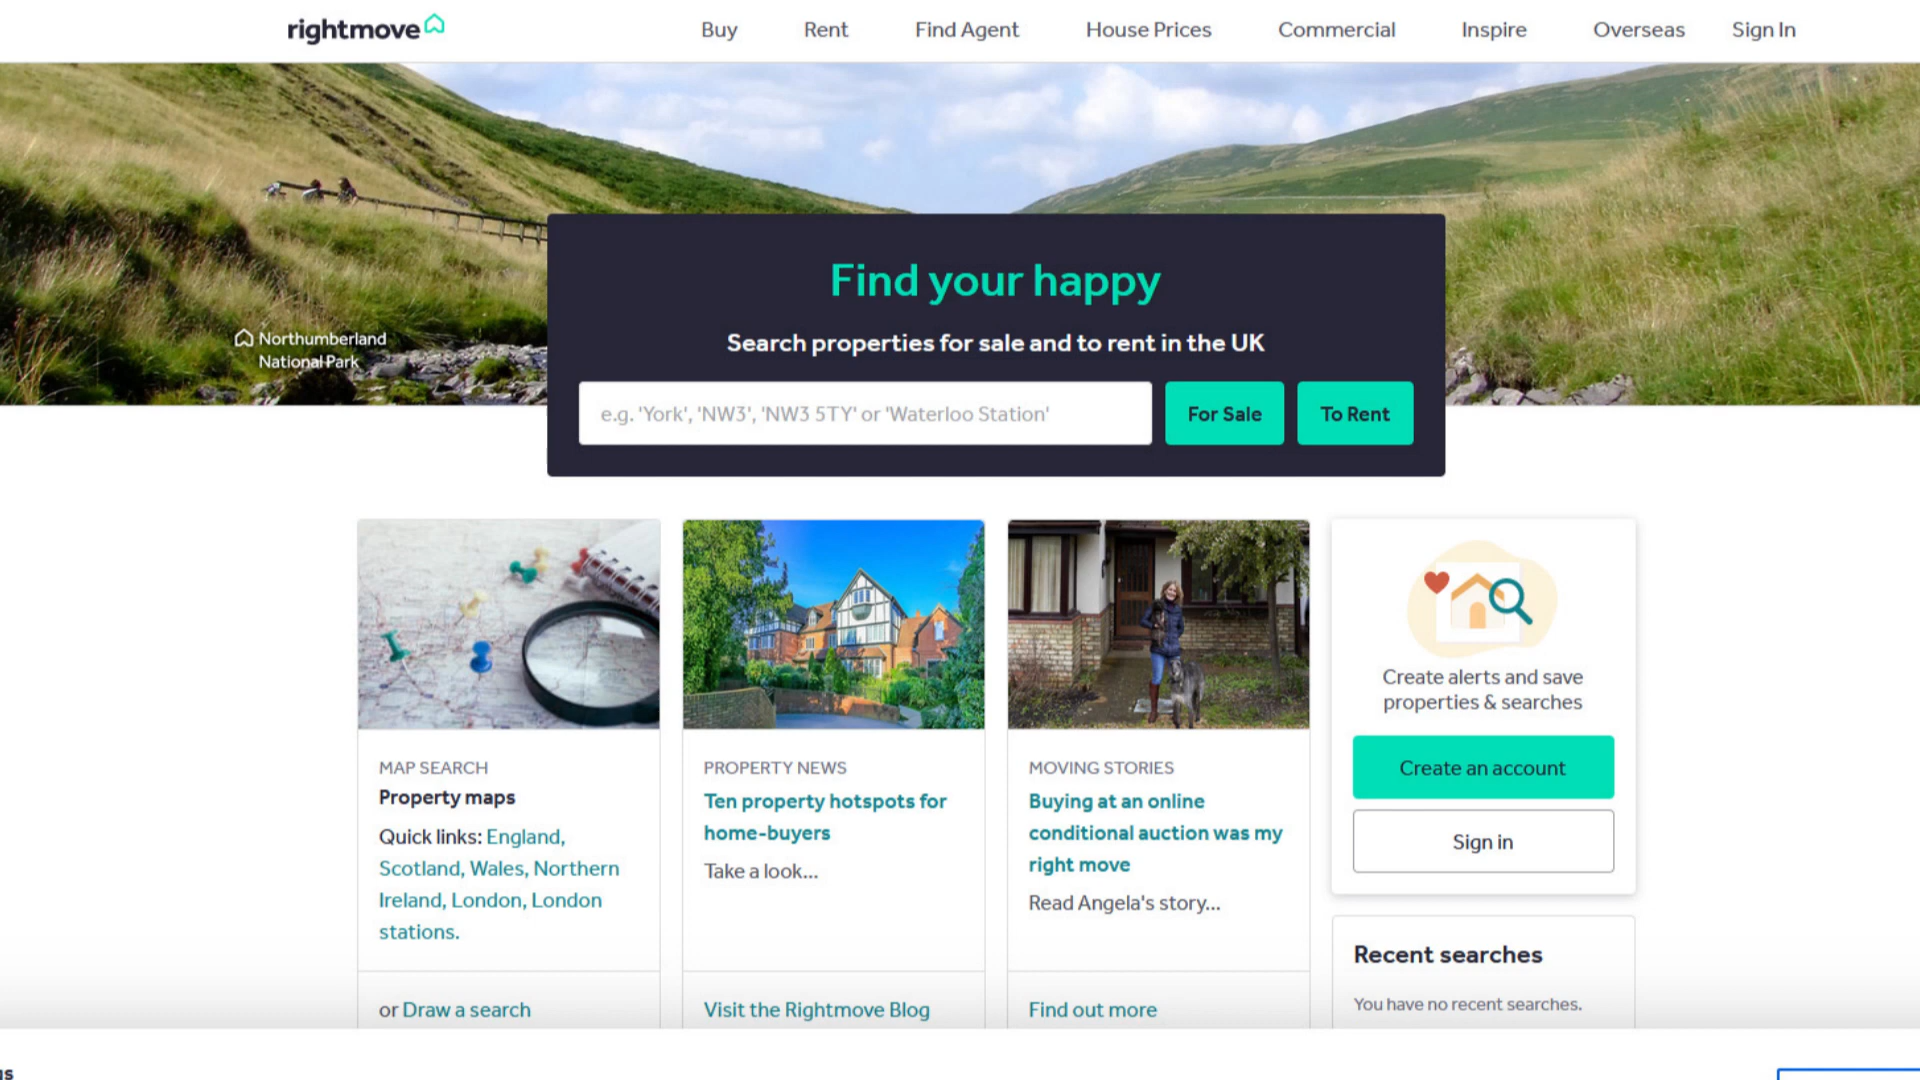 rightmove
Buy
Rent
Find Agent
House Prices
Commercial
Inspire
Overseas
Sign In
Northumberland
National Park
Find your happy
Search properties for sale and to rent in the UK
e.g. 'York', 'NW3', 'NW3 5TY' or 'Waterloo Station'
For Sale
To Rent
MAP SEARCH
Property maps
Quick links: England,
Scotland, Wales, Northern
Ireland, London, London
stations.
or Draw a search
PROPERTY NEWS
Ten property hotspots for
home-buyers
Take a look...
Visit the Rightmove Blog
MOVING STORIES
Buying at an online
conditional auction was my
right move
Read Angela's story...
Find out more
Create alerts and save
properties & searches
Create an account
Sign in
Recent searches
You have no recent searches.